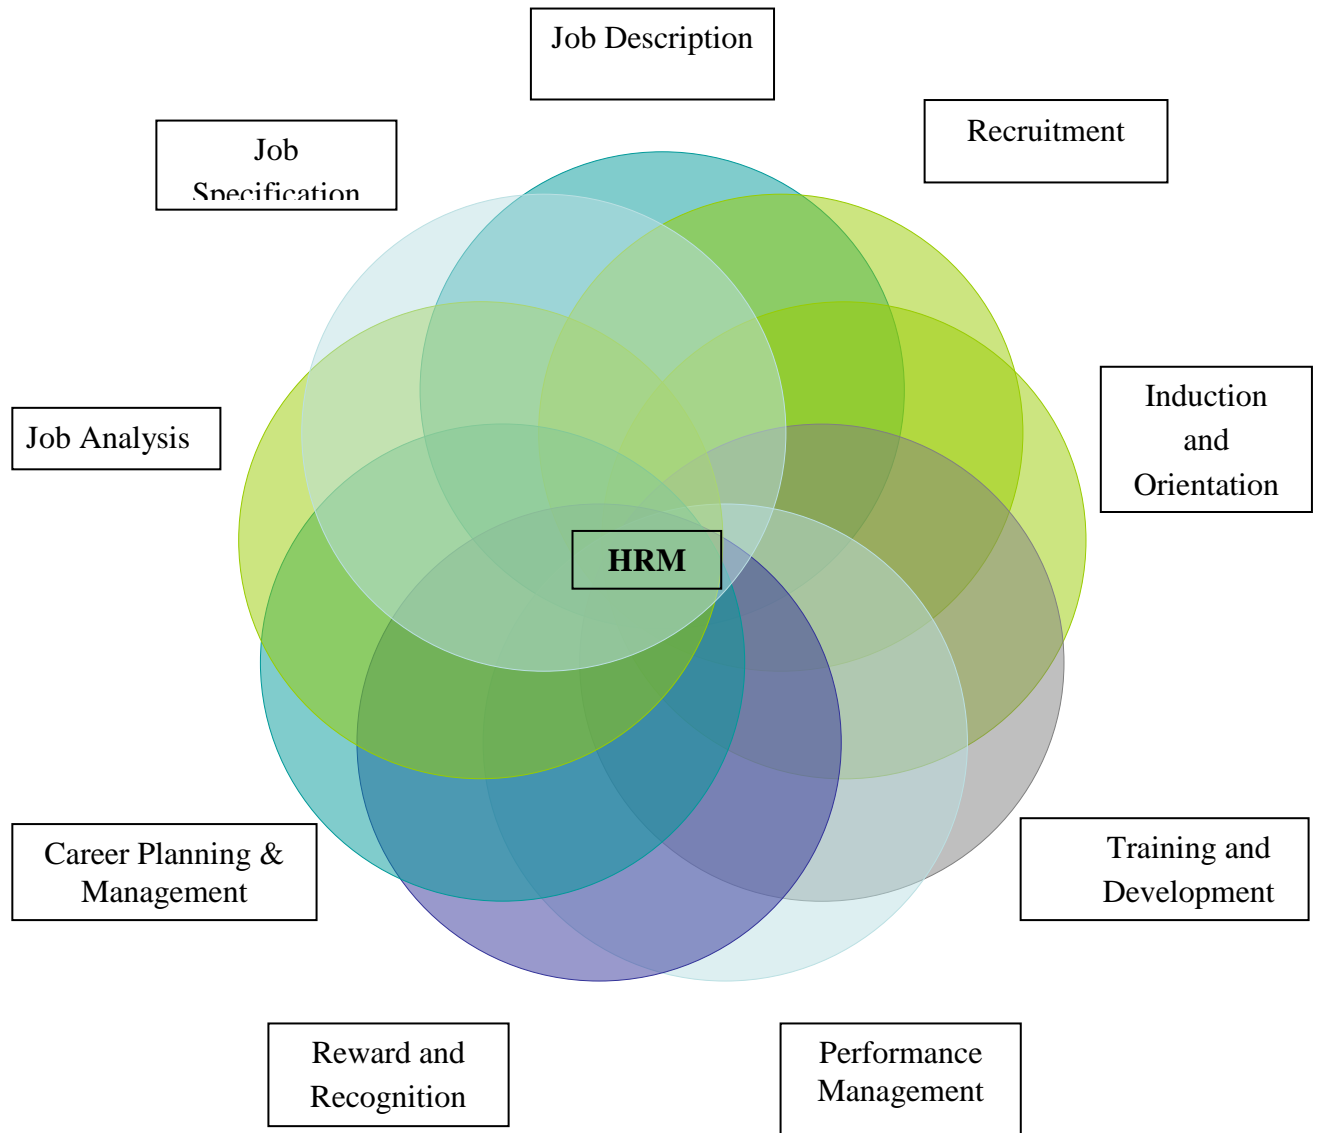 Job Description
Recruitment
Job
Specification
Induction
and
Orientation
Job Analysis
HRM
Training and
Development
Career Planning &
Management
Reward and
Recognition
Performance
Management